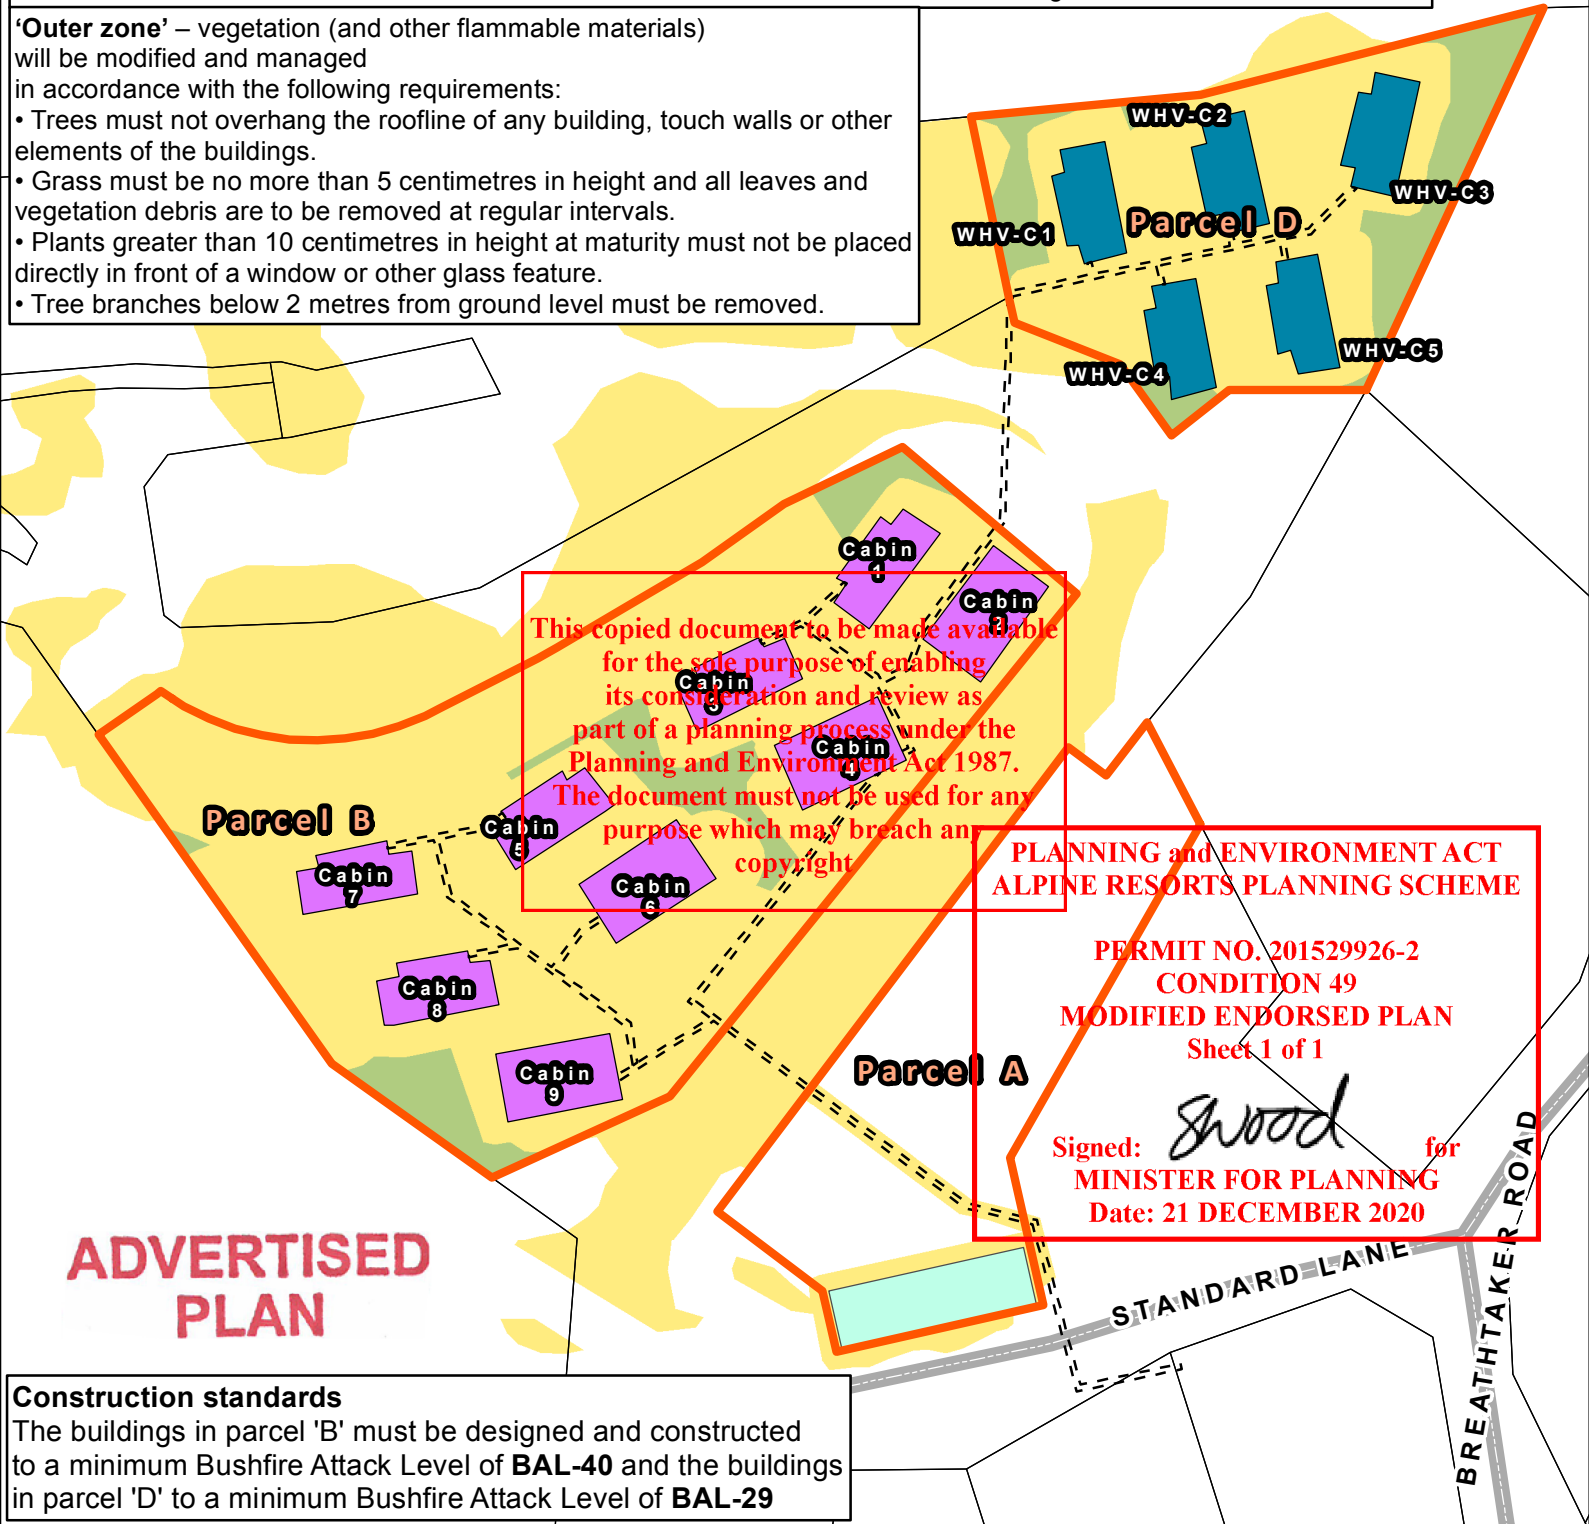 ‘Outer zone’ – vegetation (and other flammable materials)
will be modified and managed
in accordance with the following requirements:
• Trees must not overhang the roofline of any building, touch walls or other
elements of the buildings.
• Grass must be no more than 5 centimetres in height and all leaves and
vegetation debris are to be removed at regular intervals.
• Plants greater than 10 centimetres in height at maturity must not be placed
directly in front of a window or other glass feature.
• Tree branches below 2 metres from ground level must be removed.
WHV-C2
WHV-C3
WHV-C1
Parcel D
WHV-C5
WHV-C4
Cabin
1
Cabin
2
Cabin
3
Cabin
4
Cabin
5
Cabin
6
Cabin
7
Cabin
8
Cabin
9
Parcel B
Parcel A
This copied document to be made available
for the sole purpose of enabling
its consideration and review as
part of a planning process under the
Planning and Environment Act 1987.
The document must not be used for any
purpose which may breach any
copyright
PLANNING and ENVIRONMENT ACT
ALPINE RESORTS PLANNING SCHEME
PERMIT NO. 201529926-2
CONDITION 49
MODIFIED ENDORSED PLAN
Sheet 1 of 1
Signed: swood for
MINISTER FOR PLANNING
Date: 21 DECEMBER 2020
STANDARD LANE
BREATHTAKER ROAD
ADVERTISED
PLAN
Construction standards
The buildings in parcel 'B' must be designed and constructed
to a minimum Bushfire Attack Level of BAL-40 and the buildings
in parcel 'D' to a minimum Bushfire Attack Level of BAL-29